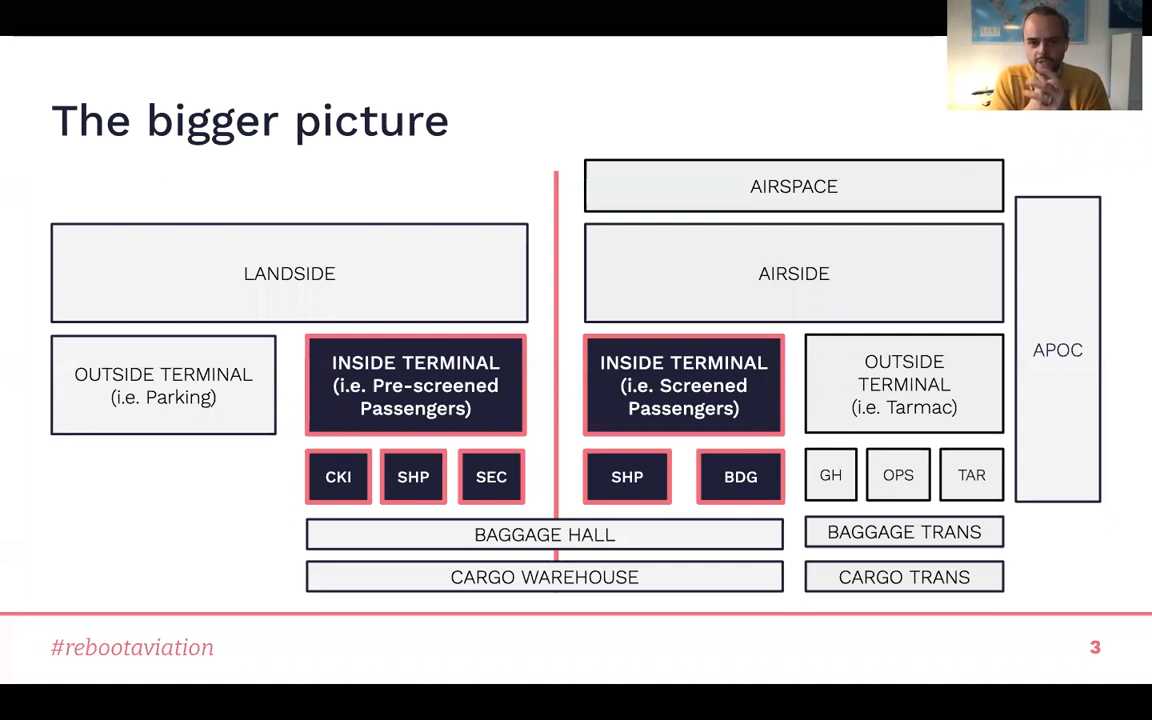 The bigger picture
AIRSPACE
LANDSIDE
AIRSIDE
APOC
OUTSIDE TERMINAL
(i.e. Parking)
INSIDE TERMINAL
(i.e. Pre-screened
Passengers)
INSIDE TERMINAL
(i.e. Screened
Passengers)
OUTSIDE
TERMINAL
(i.e. Tarmac)
CKI
SHP
SEC
SHP
BDG
GH
OPS
TAR
BAGGAGE HALL
BAGGAGE TRANS
CARGO WAREHOUSE
CARGO TRANS
#rebootaviation
3